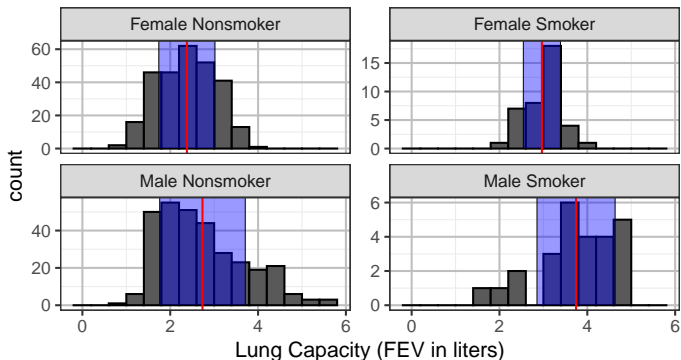 Female Nonsmoker
Female Smoker
60
40
20
0
15
10
5
0
count
Male Nonsmoker
Male Smoker
40
20
0
6
4
2
0
0 2 4 6
0 2 4 6
Lung Capacity (FEV in liters)